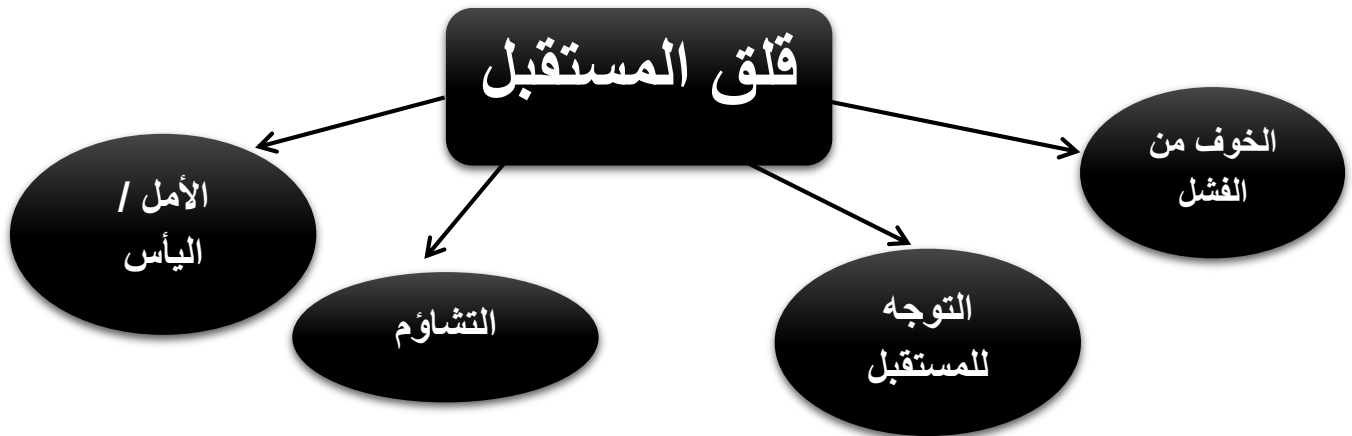 قلق المستقبل
الخوف من
الفشل
التوجه
للمستقبل
التشاؤم
الأمل /
اليأس